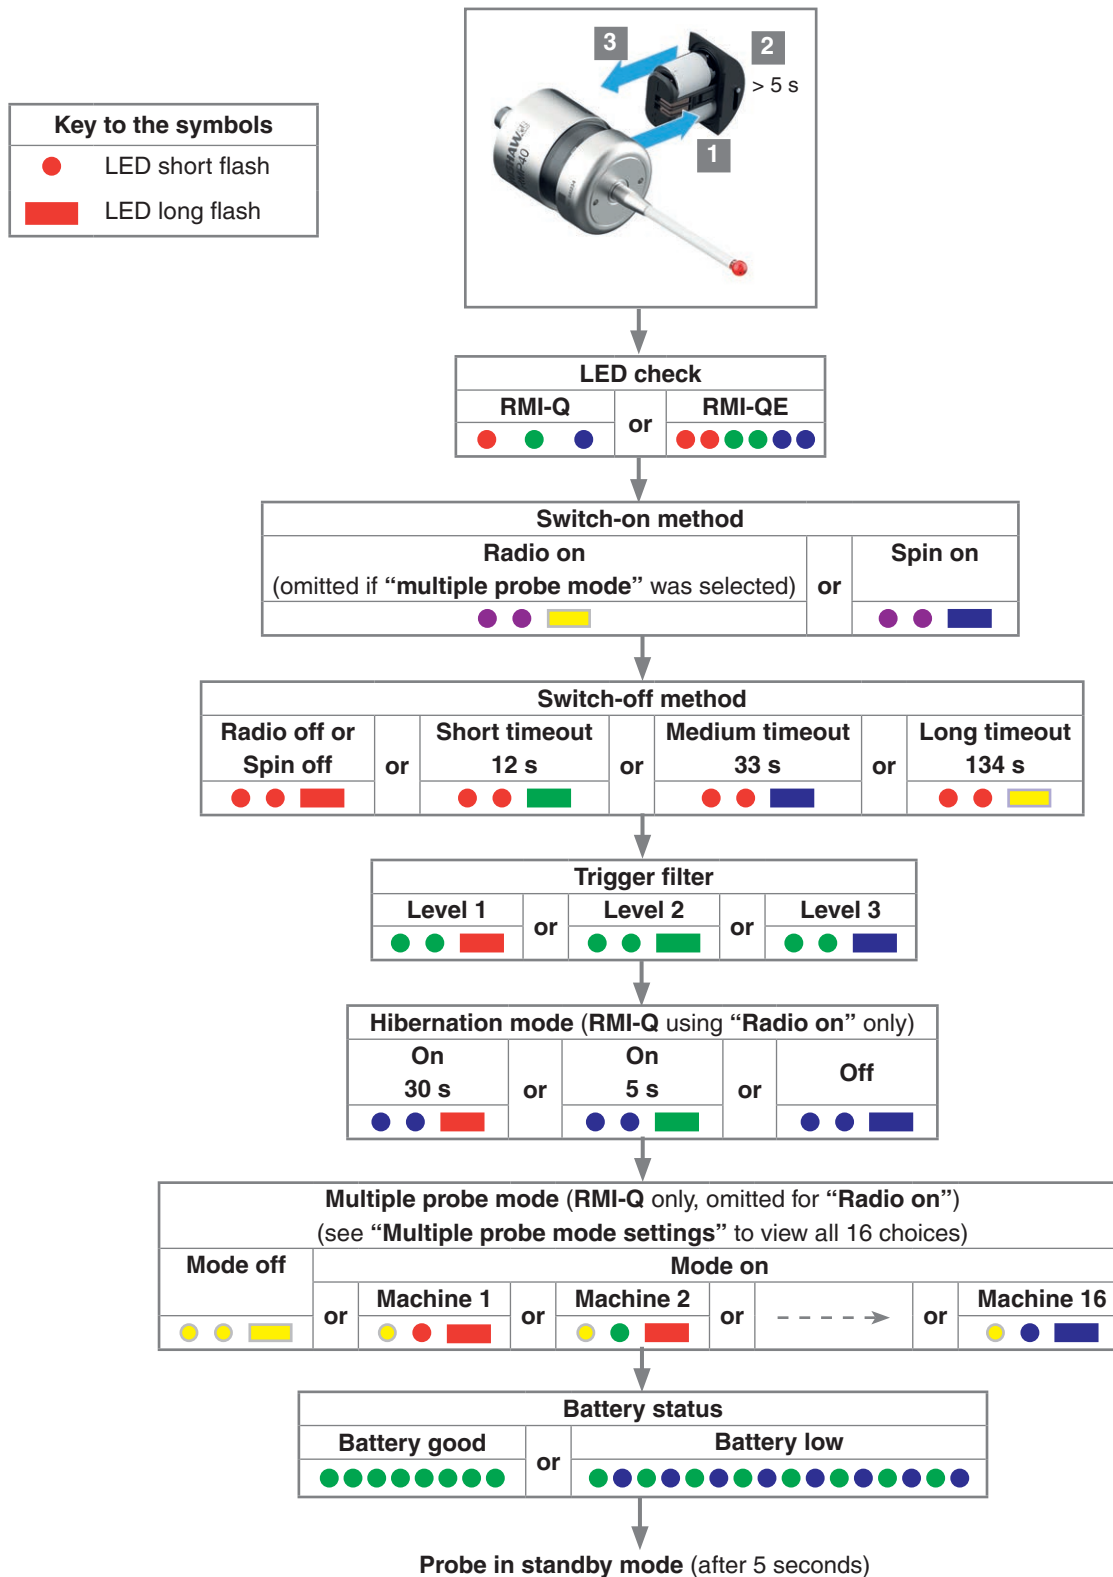 3
2
> 5 s
1
Key to the symbols
LED short flash
LED long flash
LED check
RMI-Q
or
RMI-QE
Switch-on method
Radio on
(omitted if “multiple probe mode” was selected)
or
Spin on
Switch-off method
Radio off or
Spin off
or
Short timeout
12 s
or
Medium timeout
33 s
or
Long timeout
134 s
Trigger filter
Level 1
or
Level 2
or
Level 3
Hibernation mode (RMI-Q using “Radio on” only)
On
30 s
or
On
5 s
or
Off
Multiple probe mode (RMI-Q only, omitted for “Radio on”)
(see “Multiple probe mode settings” to view all 16 choices)
Mode off
Mode on
or
Machine 1
or
Machine 2
or
or
Machine 16
Battery status
Battery good
or
Battery low
Probe in standby mode (after 5 seconds)